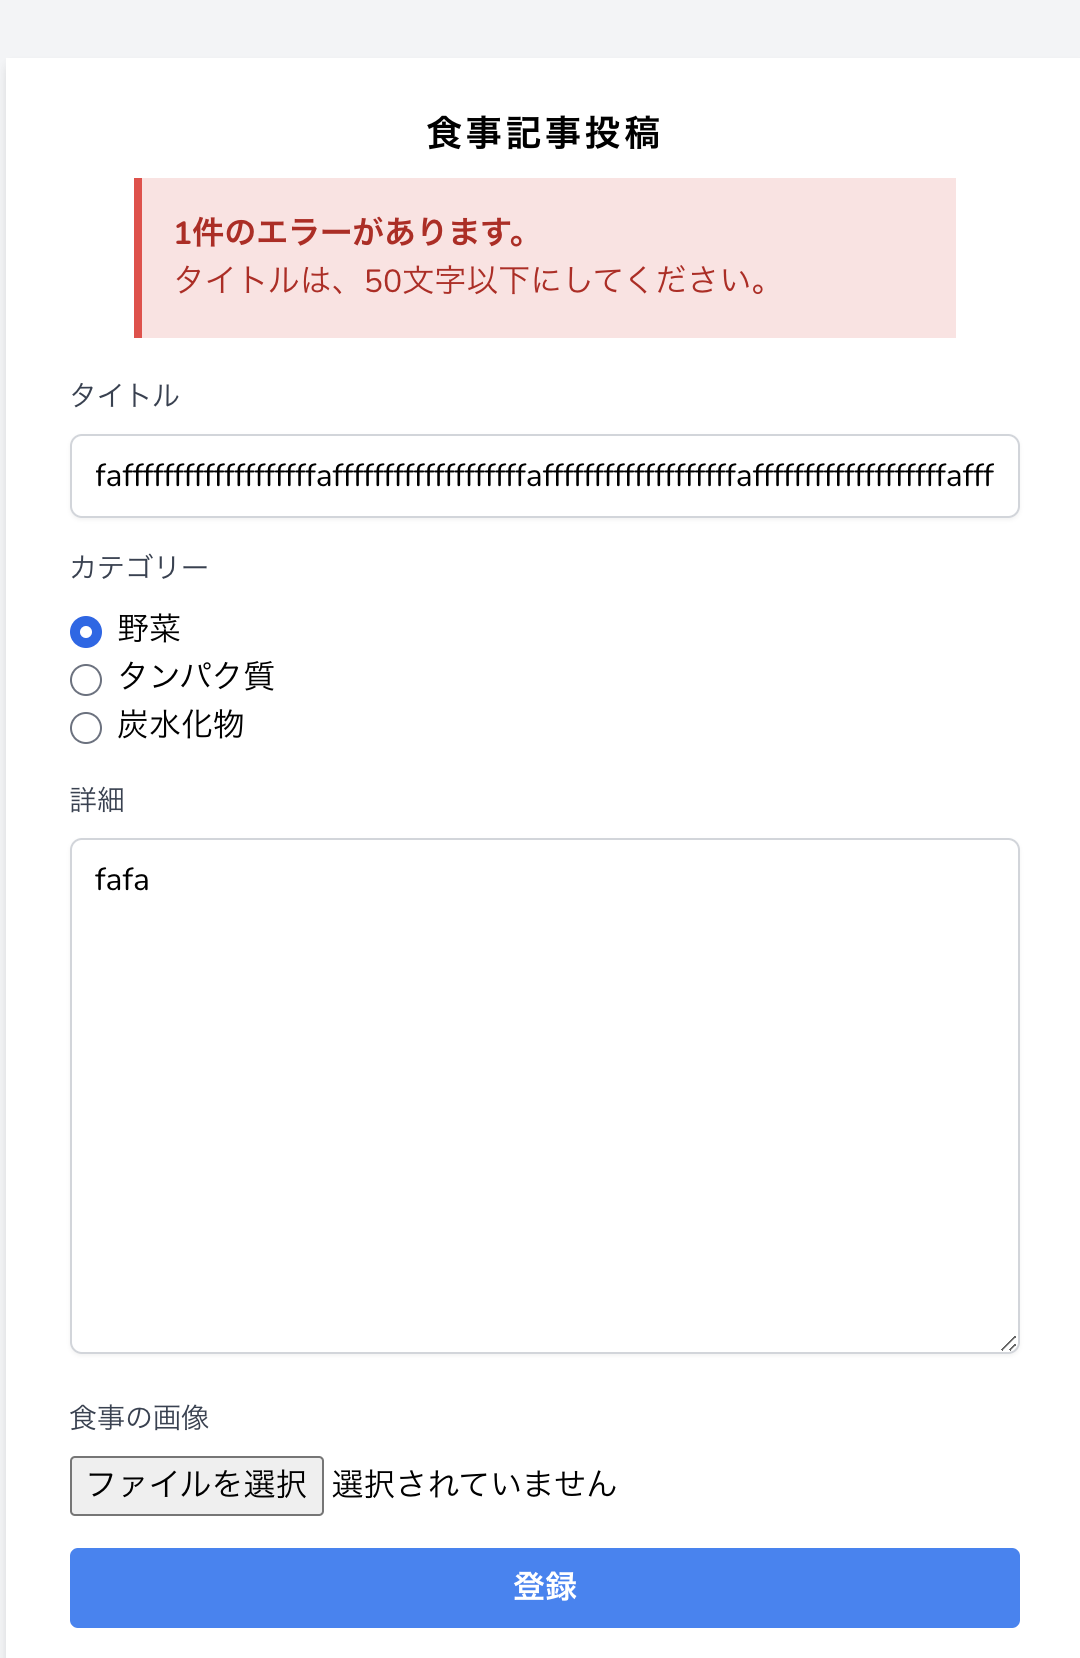 食事記事投稿
1件のエラーがあります。
タイトルは、50文字以下にしてください。
タイトル
カテゴリー
野菜
タンパク質
炭水化物
詳細
fafa
食事の画像
ファイルを選択 選択されていません
登録